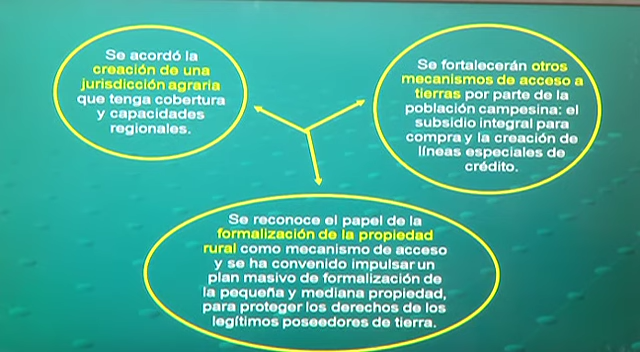 Se acordó la
creación de una
jurisdicción agraria
que tenga cobertura
y capacidades
regionales.
Se fortalecerán otros
mecanismos de acceso a
tierras por parte de la
población campesina: el
subsidio integral para
compra y la creación de
líneas especiales de
crédito.
Se reconoce el papel de la
formalización de la propiedad
rural como mecanismo de acceso
y se ha convenido impulsar un
plan masivo de formalización de
la pequeña y mediana propiedad,
para proteger los derechos de los
legítimos poseedores de tierra.